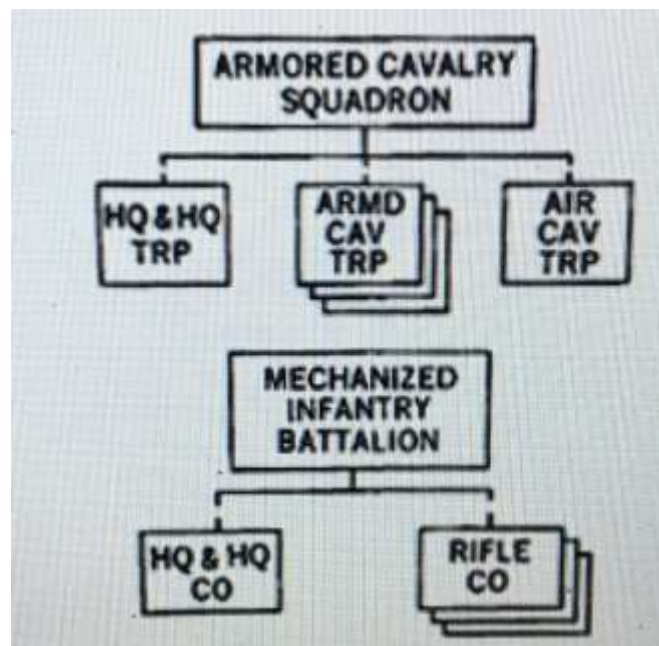 ARMORED CAVALRY
SQUADRON
HQ & HQ
TRP
ARMD
CAV
TRP
AIR
CAV
TRP
MECHANIZED
INFANTRY
BATTALION
HQ & HQ
CO
RIFLE
CO